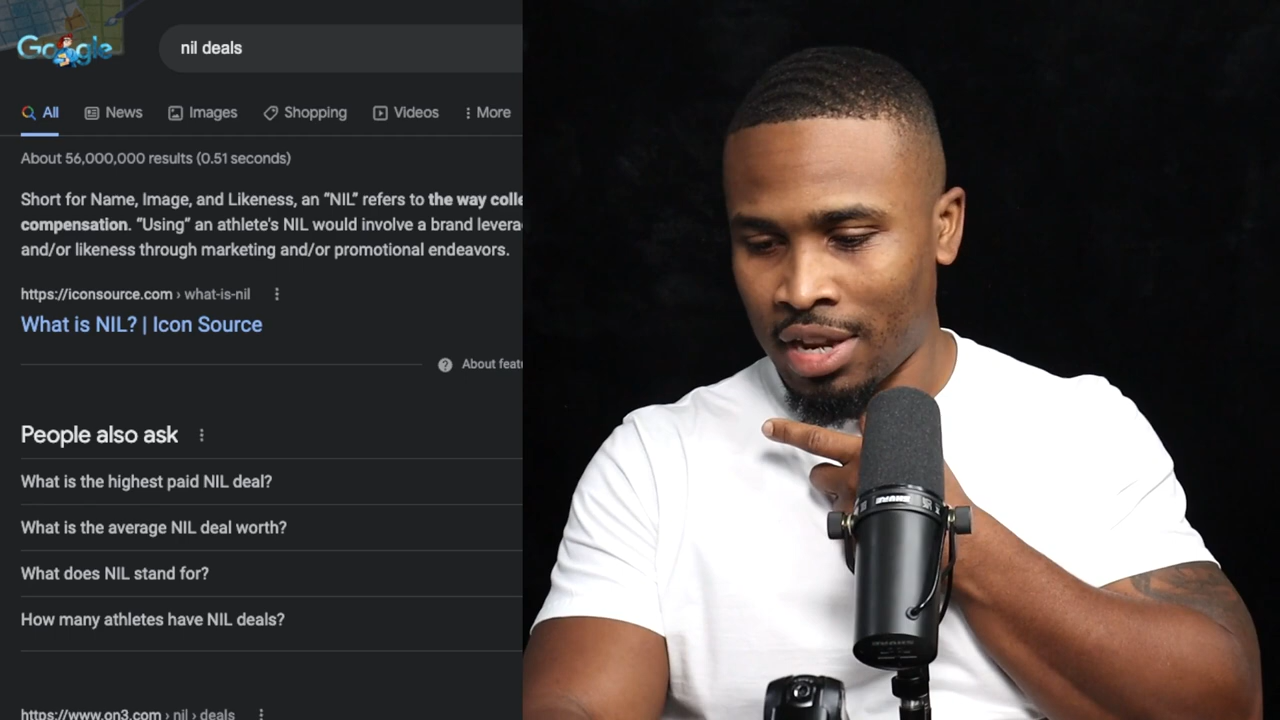 Google
nil deals
All
News
Images
Shopping
Videos
More
About 56,000,000 results (0.51 seconds)
Short for Name, Image, and Likeness, an “NIL” refers to the way colle
compensation. “Using” an athlete's NIL would involve a brand levera
and/or likeness through marketing and/or promotional endeavors.
https://iconsource.com › what-is-nil
What is NIL? | Icon Source
About featu
People also ask
What is the highest paid NIL deal?
What is the average NIL deal worth?
What does NIL stand for?
How many athletes have NIL deals?
https://www.on3.com › nil › deals
SHURE